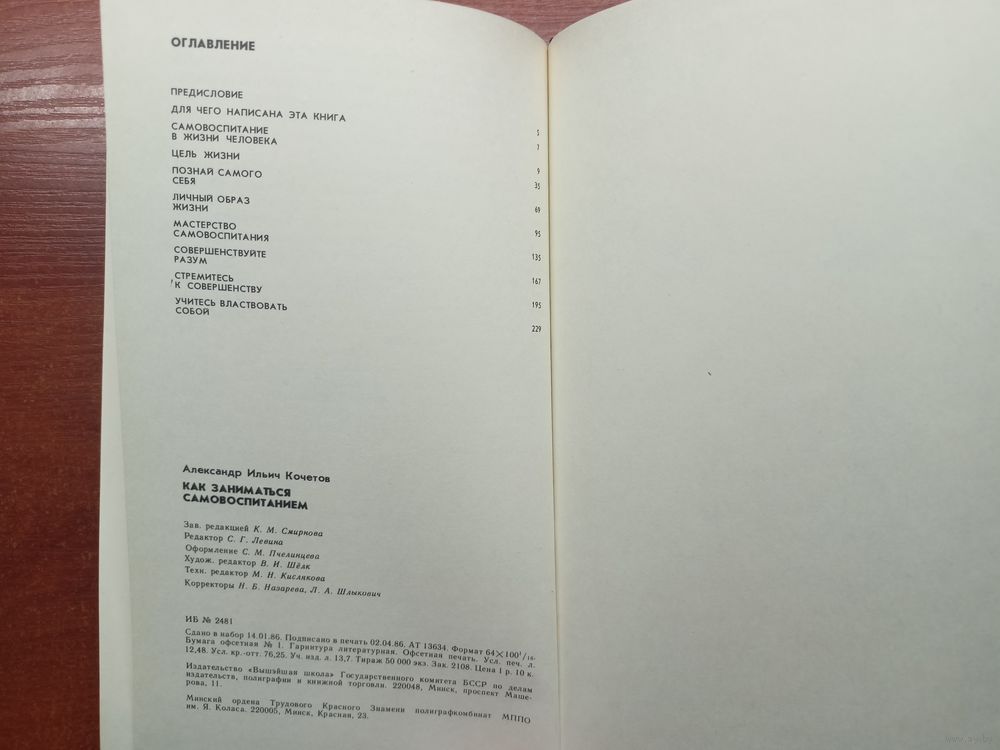 ОГЛАВЛЕНИЕ
ПРЕДИСЛОВИЕ
ДЛЯ ЧЕГО НАПИСАНА ЭТА КНИГА
САМОВОСПИТАНИЕ 5
В ЖИЗНИ ЧЕЛОВЕКА 7
ЦЕЛЬ ЖИЗНИ
ПОЗНАЙ САМОГО 9
СЕБЯ 35
ЛИЧНЫЙ ОБРАЗ
ЖИЗНИ 69
МАСТЕРСТВО
САМОВОСПИТАНИЯ 95
СОВЕРШЕНСТВУЙТЕ
РАЗУМ 135
СТРЕМИТЕСЬ
К СОВЕРШЕНСТВУ 167
УЧИТЕСЬ ВЛАСТВОВАТЬ 195
СОБОЙ
229
Александр Ильич Кочетов
КАК ЗАНИМАТЬСЯ
САМОВОСПИТАНИЕМ
Зав. редакцией К. М. Смирнова
Редактор С. Г. Левина
Оформление С. М. Пчелинцева
Худож. редактор В. И. Шёлк
Техн. редактор М. Н. Кислякова
Корректоры Н. Б. Назарева, Л. А. Шлыкович
ИБ № 2481
Сдано в набор 14.01.86. Подписано в печать 02.04.86. АТ 13634. Формат 64×100¹/₁₆.
Бумага офсетная № 1. Гарнитура литературная. Офсетная печать. Усл. печ. л.
12,48. Усл. кр.-отт. 76,25. Уч. изд. л. 13,7. Тираж 50 000 экз. Зак. 2108. Цена 1 р. 10 к.
Издательство «Вышэйшая школа» Государственного комитета БССР по делам
издательств, полиграфии и книжной торговли. 220048, Минск, проспект Маше-
рова, 11.
Минский ордена Трудового Красного Знамени полиграфкомбинат МППО
им. Я. Коласа. 220005, Минск, Красная, 23.